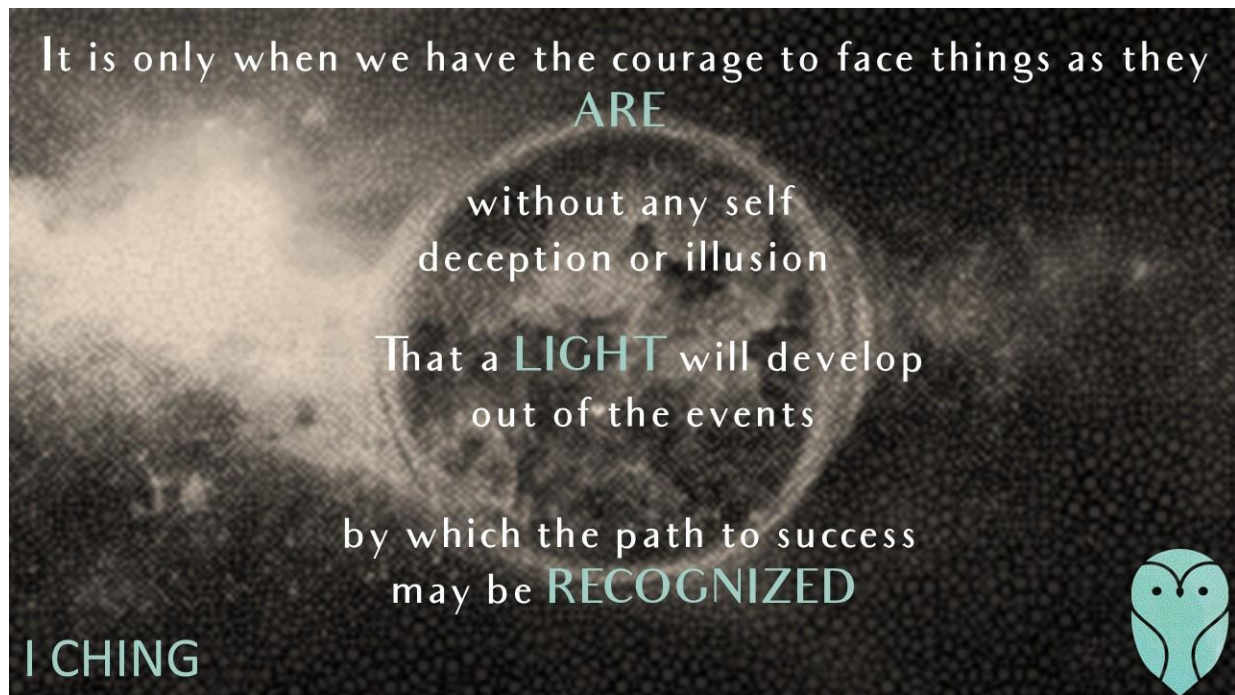 It is only when we have the courage to face things as they
ARE
without any self
deception or illusion
That a LIGHT will develop
out of the events
by which the path to success
may be RECOGNIZED
I CHING